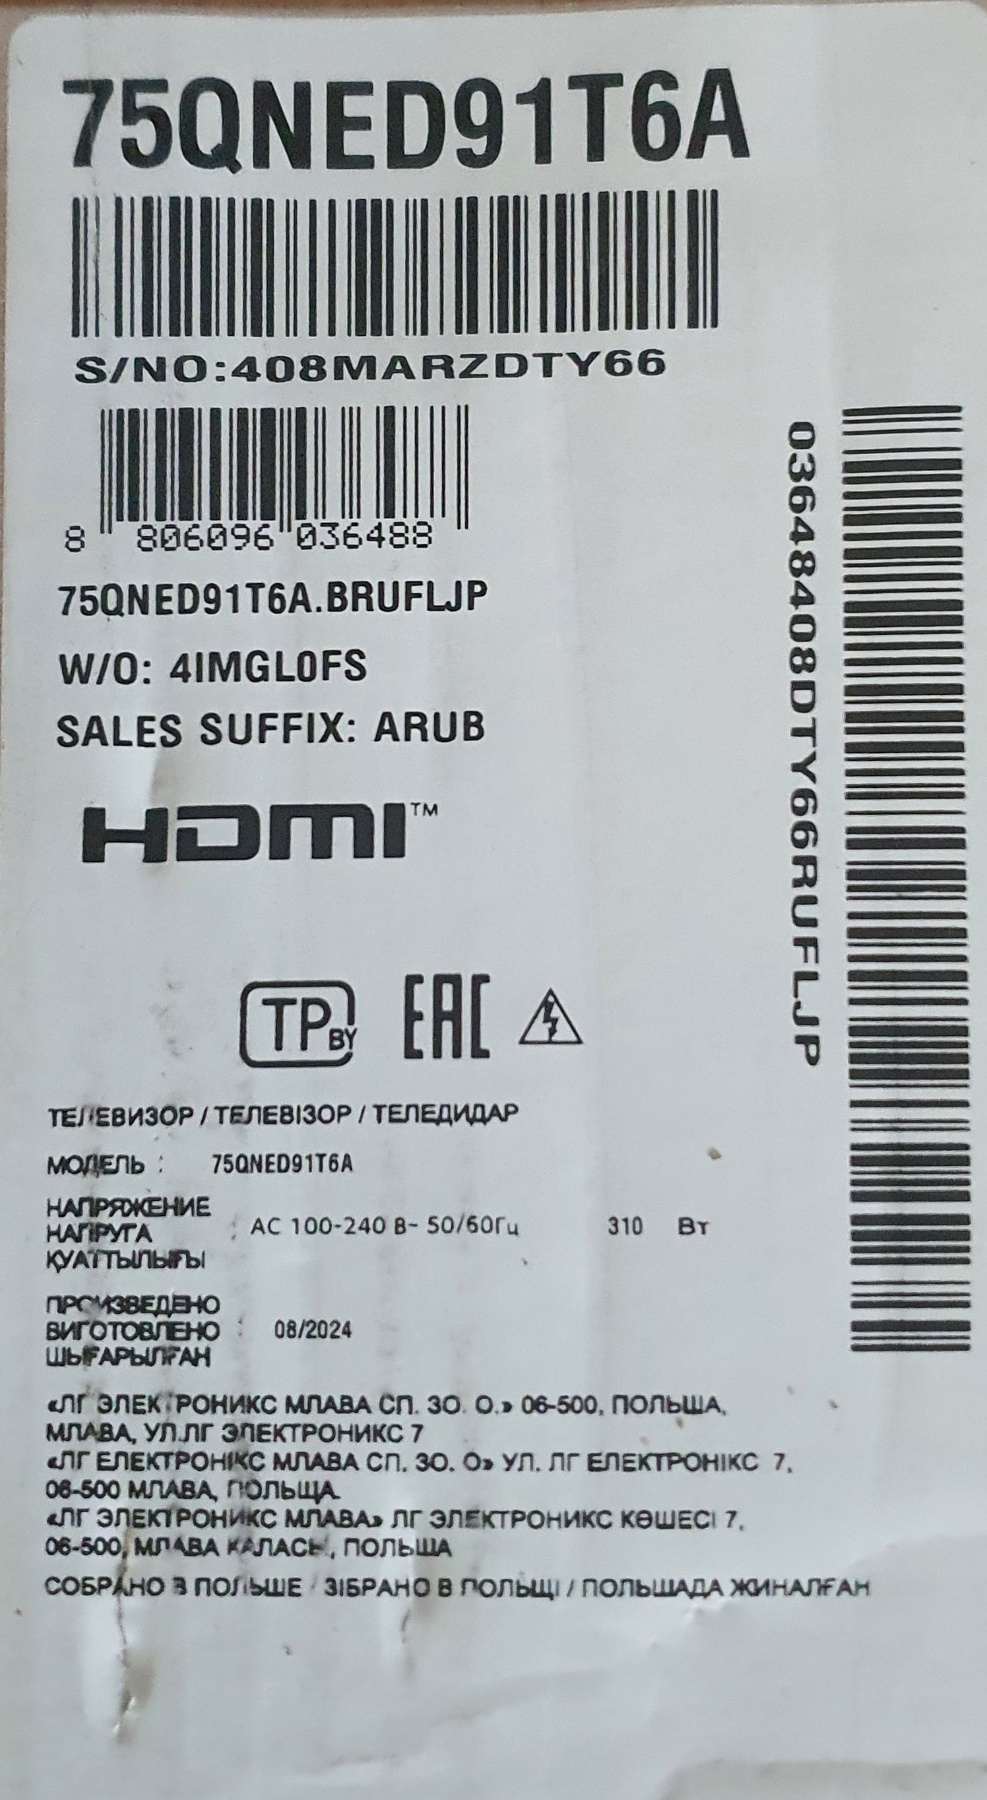 75QNED91T6A
S/NO:408MARZDTY66
8 806096 036488
03648408DTY66RUFLJP
75QNED91T6A.BRUFLJP
W/O: 4IMGL0FS
SALES SUFFIX: ARUB
HDMI™
TP BY EAC
ТЕЛЕВИЗОР / ТЕЛЕВІЗОР / ТЕЛЕДИДАР
МОДЕЛЬ : 75QNED91T6A
НАПРЯЖЕНИЕ
НАПРУГА : AC 100-240 В~ 50/60Гц 310 Вт
ҚУАТТЫЛЫҒЫ
ПРОИЗВЕДЕНО
ВИГОТОВЛЕНО : 08/2024
ШЫҒАРЫЛҒАН
«ЛГ ЭЛЕКТРОНИКС МЛАВА СП. ЗО. О.» 06-500, ПОЛЬША,
МЛАВА, УЛ.ЛГ ЭЛЕКТРОНИКС 7
«ЛГ ЕЛЕКТРОНІКС МЛАВА СП. ЗО. О» УЛ. ЛГ ЕЛЕКТРОНІКС 7,
06-500 МЛАВА, ПОЛЬЩА
«ЛГ ЭЛЕКТРОНИКС МЛАВА» ЛГ ЭЛЕКТРОНИКС КӨШЕСІ 7,
06-500, МЛАВА КАЛАСЫ, ПОЛЬША
СОБРАНО В ПОЛЬШЕ / ЗІБРАНО В ПОЛЬЩІ / ПОЛЬШАДА ЖИНАЛҒАН